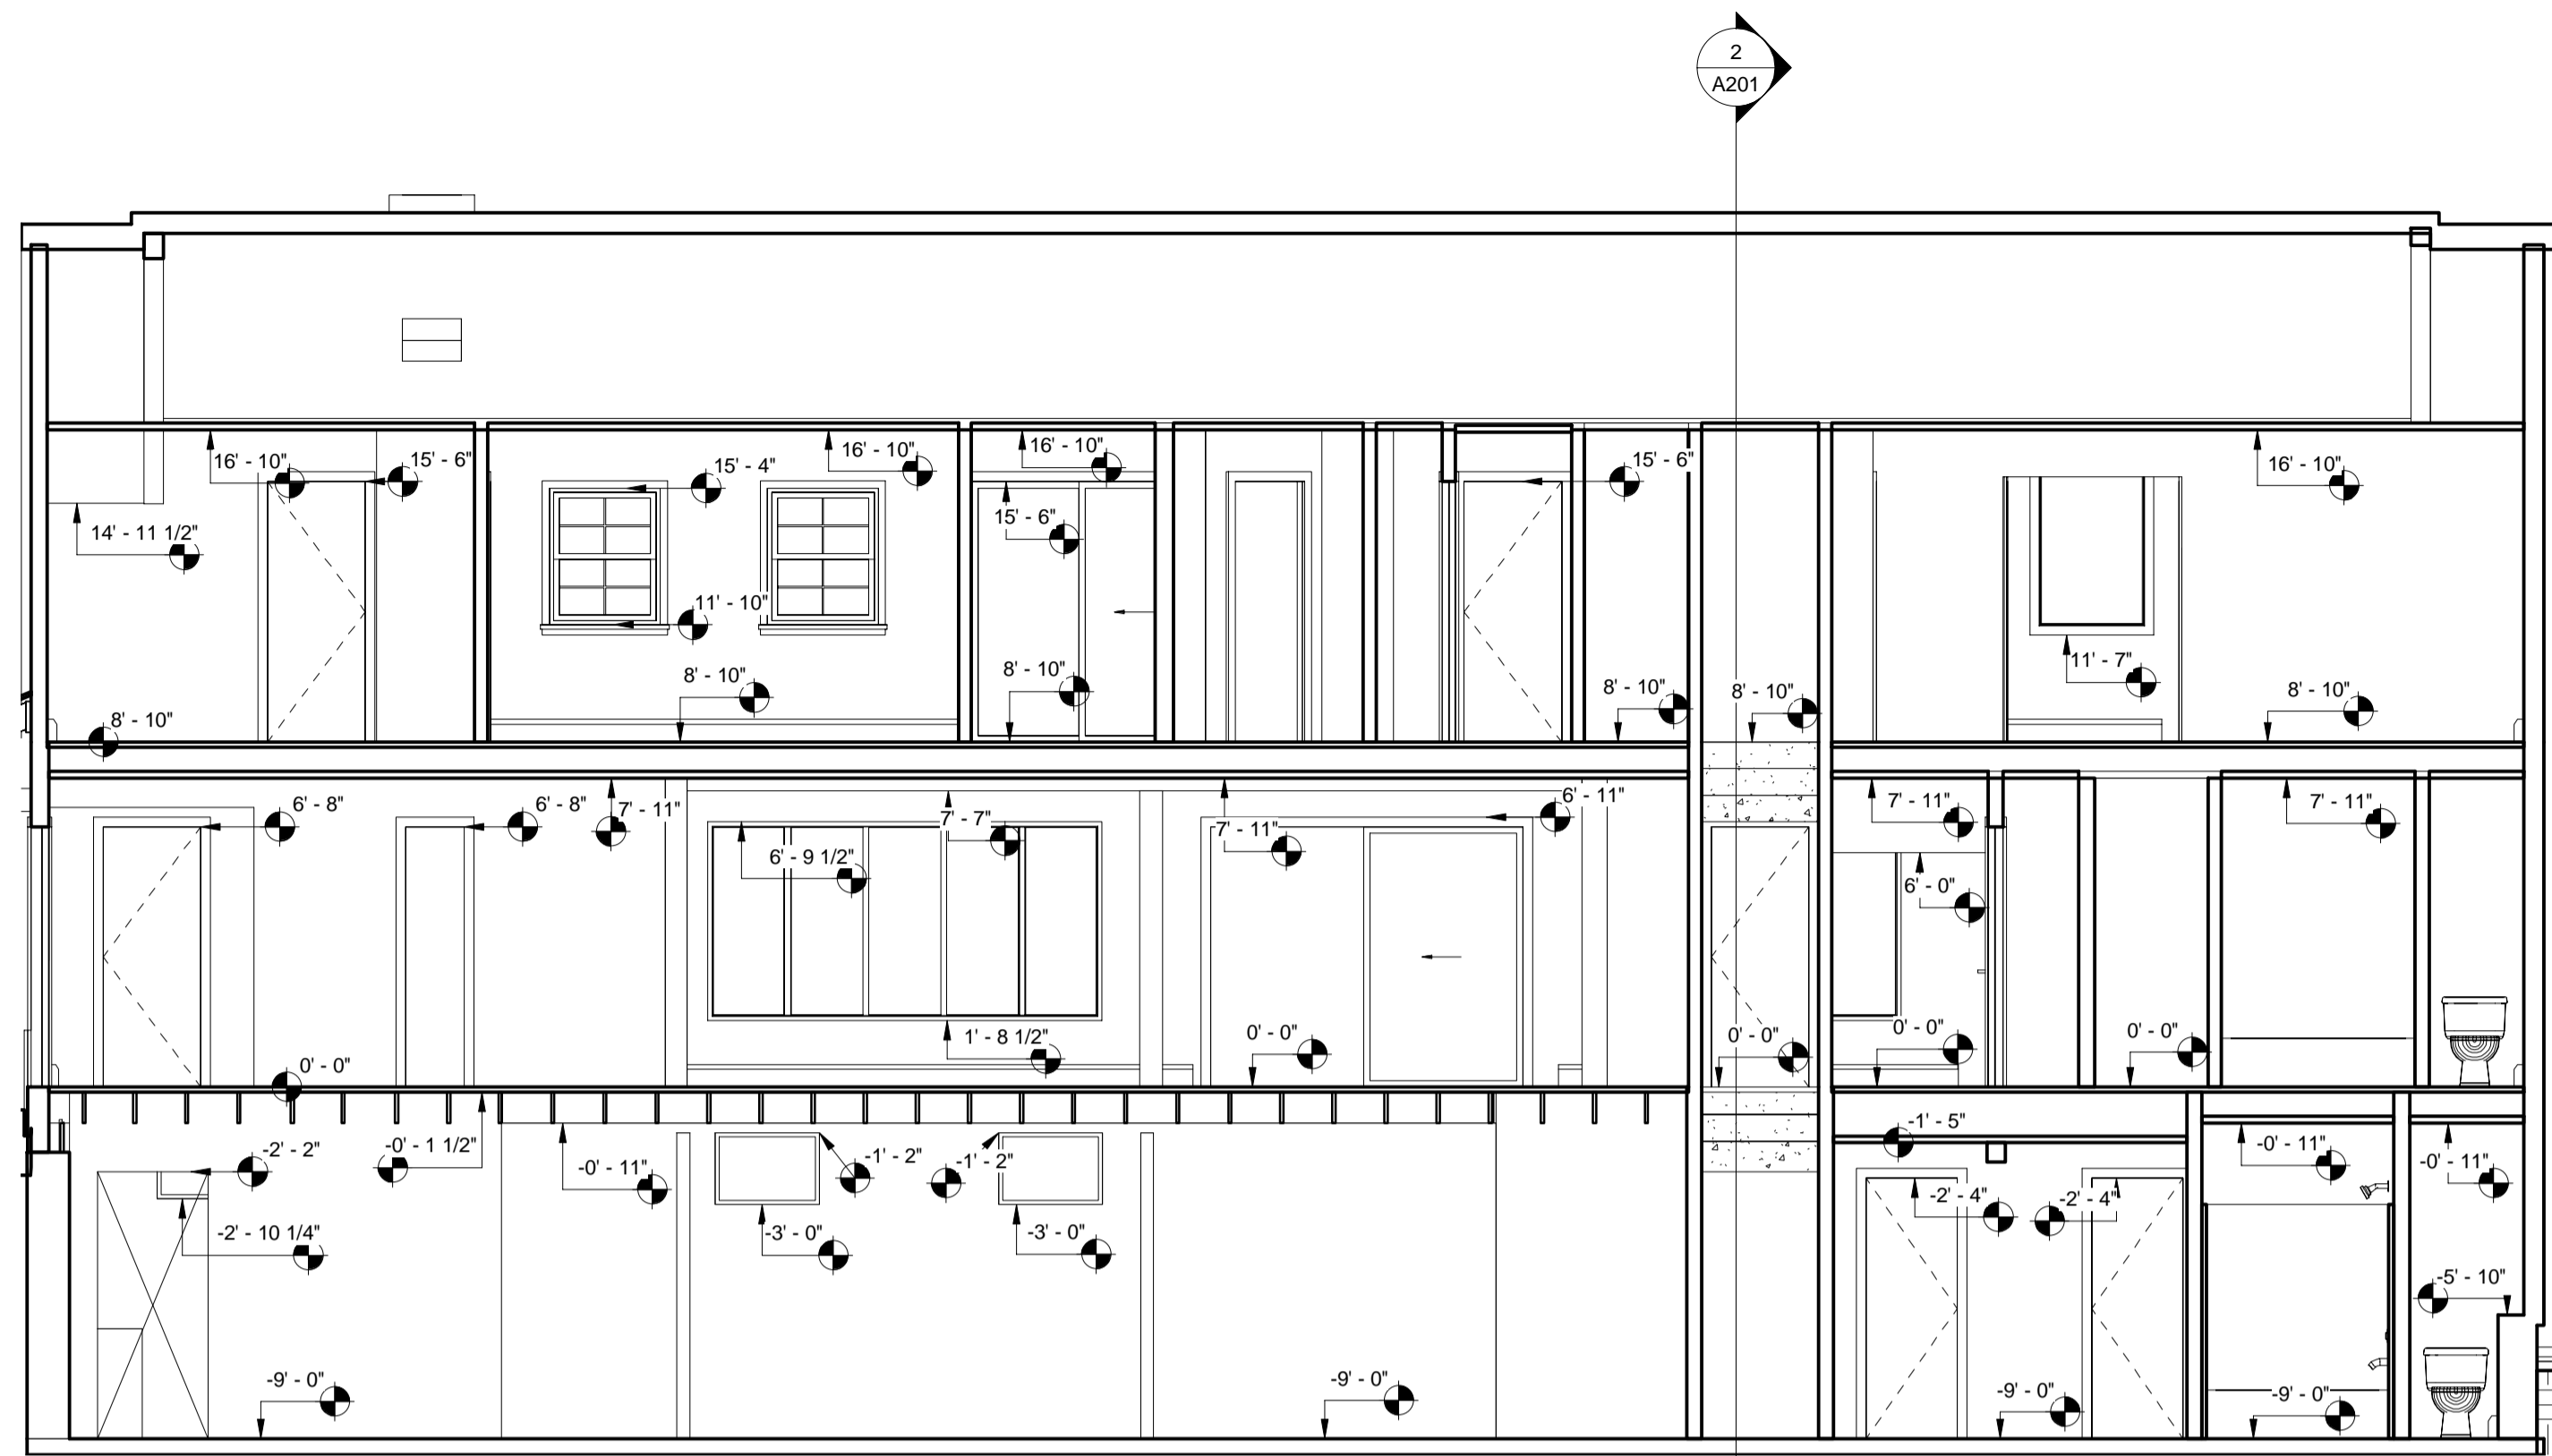 2
A201
16' - 10"
15' - 6"
15' - 4"
16' - 10"
16' - 10"
15' - 6"
16' - 10"
14' - 11 1/2"
15' - 6"
11' - 10"
11' - 7"
8' - 10"
8' - 10"
8' - 10"
8' - 10"
8' - 10"
8' - 10"
6' - 8"
6' - 8"
7' - 11"
7' - 7"
6' - 11"
7' - 11"
7' - 11"
7' - 11"
6' - 9 1/2"
6' - 0"
1' - 8 1/2"
0' - 0"
0' - 0"
0' - 0"
0' - 0"
0' - 0"
-2' - 2"
-0' - 1 1/2"
-0' - 11"
-1' - 2"
-1' - 2"
-1' - 5"
-0' - 11"
-0' - 11"
-2' - 4"
-2' - 4"
-2' - 10 1/4"
-3' - 0"
-3' - 0"
-5' - 10"
-9' - 0"
-9' - 0"
-9' - 0"
-9' - 0"